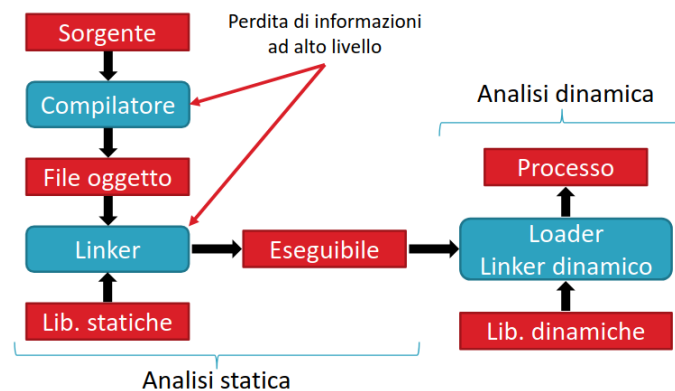 Sorgente
Perdita di informazioni
ad alto livello
Compilatore
Analisi dinamica
File oggetto
Processo
Linker
Eseguibile
Loader
Linker dinamico
Lib. statiche
Lib. dinamiche
Analisi statica